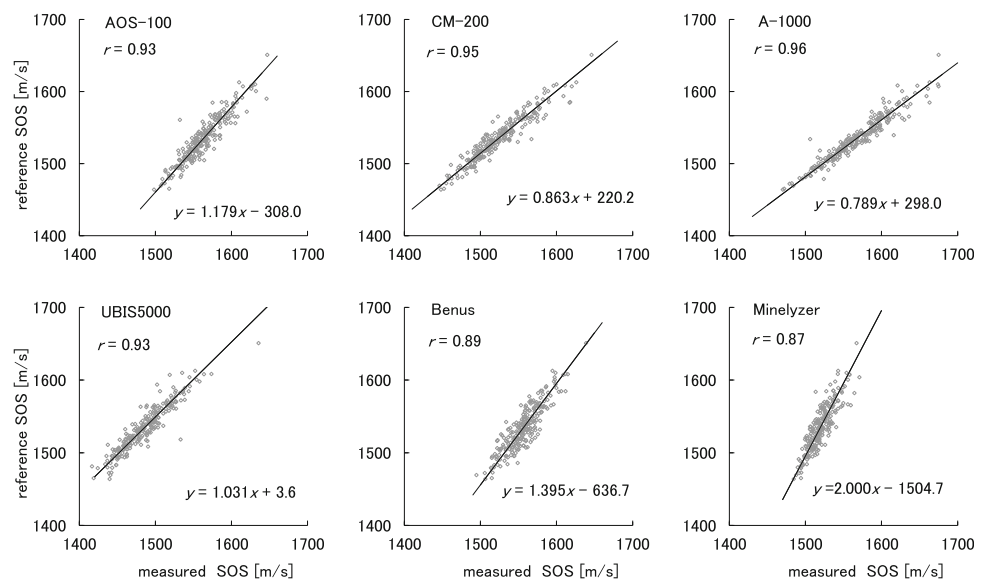 1700
1600
1500
1400
reference SOS [m/s]
AOS-100
r = 0.93
y = 1.179x − 308.0
1400 1500 1600 1700
1700
1600
1500
1400
CM-200
r = 0.95
y = 0.863x + 220.2
1400 1500 1600 1700
1700
1600
1500
1400
A-1000
r = 0.96
y = 0.789x + 298.0
1400 1500 1600 1700
1700
1600
1500
1400
reference SOS [m/s]
UBIS5000
r = 0.93
y = 1.031x + 3.6
1400 1500 1600 1700
measured SOS [m/s]
1700
1600
1500
1400
Benus
r = 0.89
y = 1.395x − 636.7
1400 1500 1600 1700
measured SOS [m/s]
1700
1600
1500
1400
Minelyzer
r = 0.87
y =2.000x − 1504.7
1400 1500 1600 1700
measured SOS [m/s]